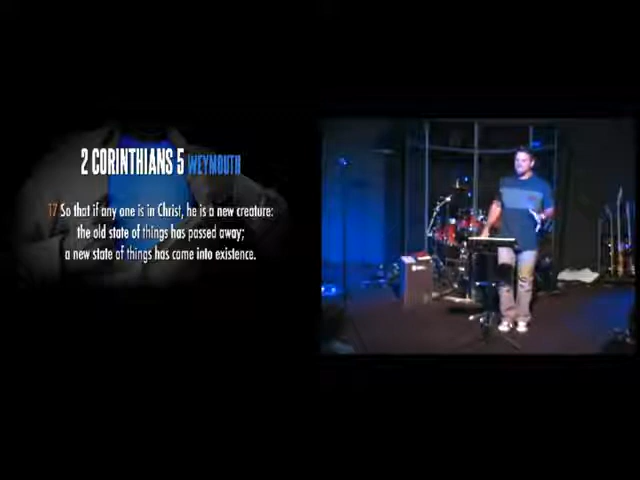 2 CORINTHIANS 5 WEYMOUTH
17 So that if any one is in Christ, he is a new creature:
the old state of things has passed away;
a new state of things has come into existence.